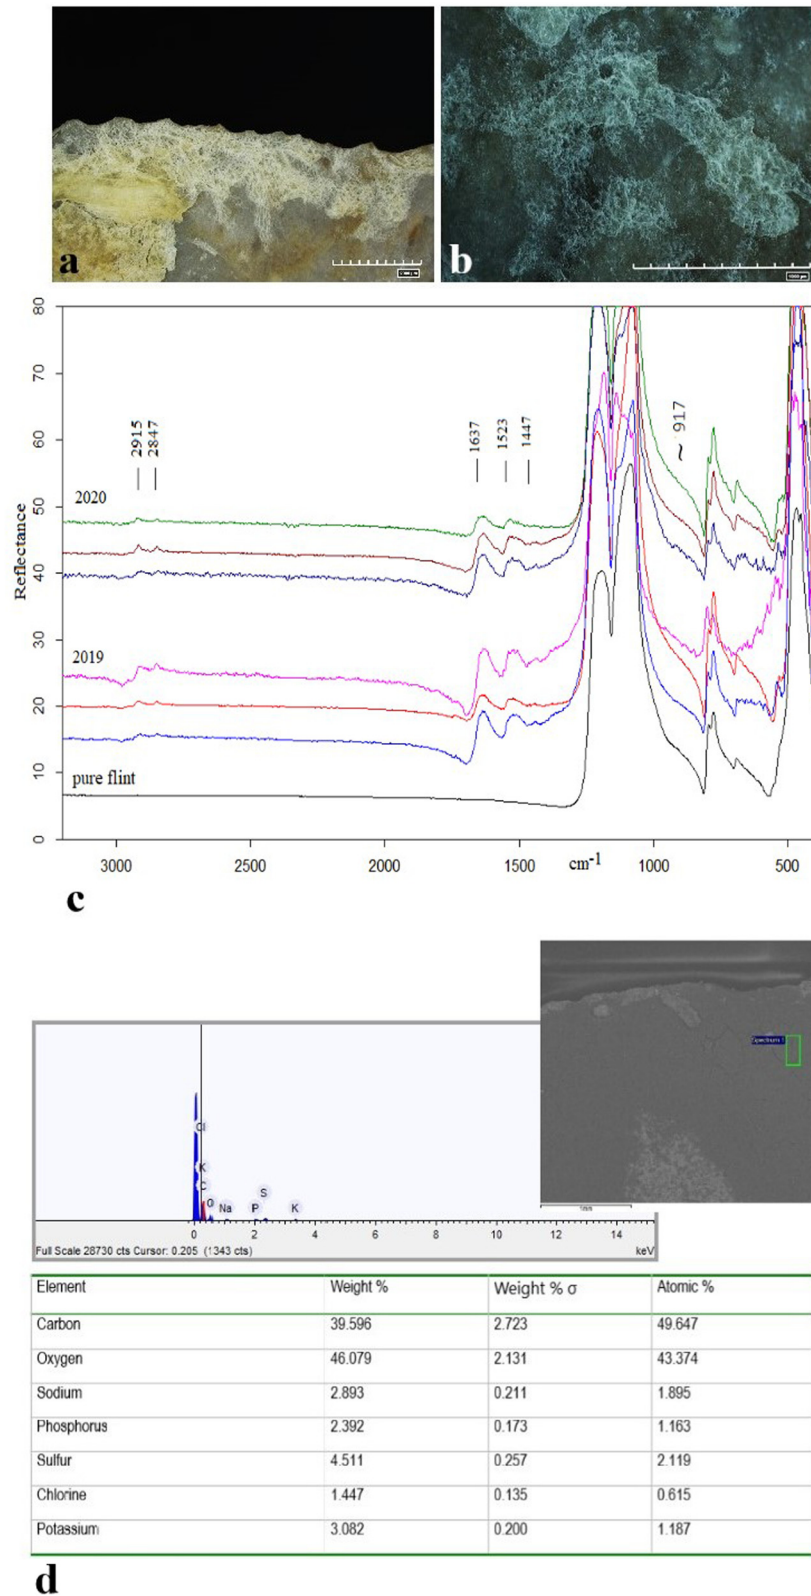 a
b
80
70
60
50
40
30
20
10
0
Reflectance
2915
2847
1637
1523
1447
~ 917
2020
2019
pure flint
3000
2500
2000
1500
cm-1
1000
500
c
Spectrum 1
1mm
Cl
K
C
O
Na
P
S
K
0
2
4
6
8
10
12
14
Full Scale 28730 cts Cursor: 0.205 (1343 cts)
keV
Element Weight % Weight % σ Atomic %
Carbon 39.596 2.723 49.647
Oxygen 46.079 2.131 43.374
Sodium 2.893 0.211 1.895
Phosphorus 2.392 0.173 1.163
Sulfur 4.511 0.257 2.119
Chlorine 1.447 0.135 0.615
Potassium 3.082 0.200 1.187
d